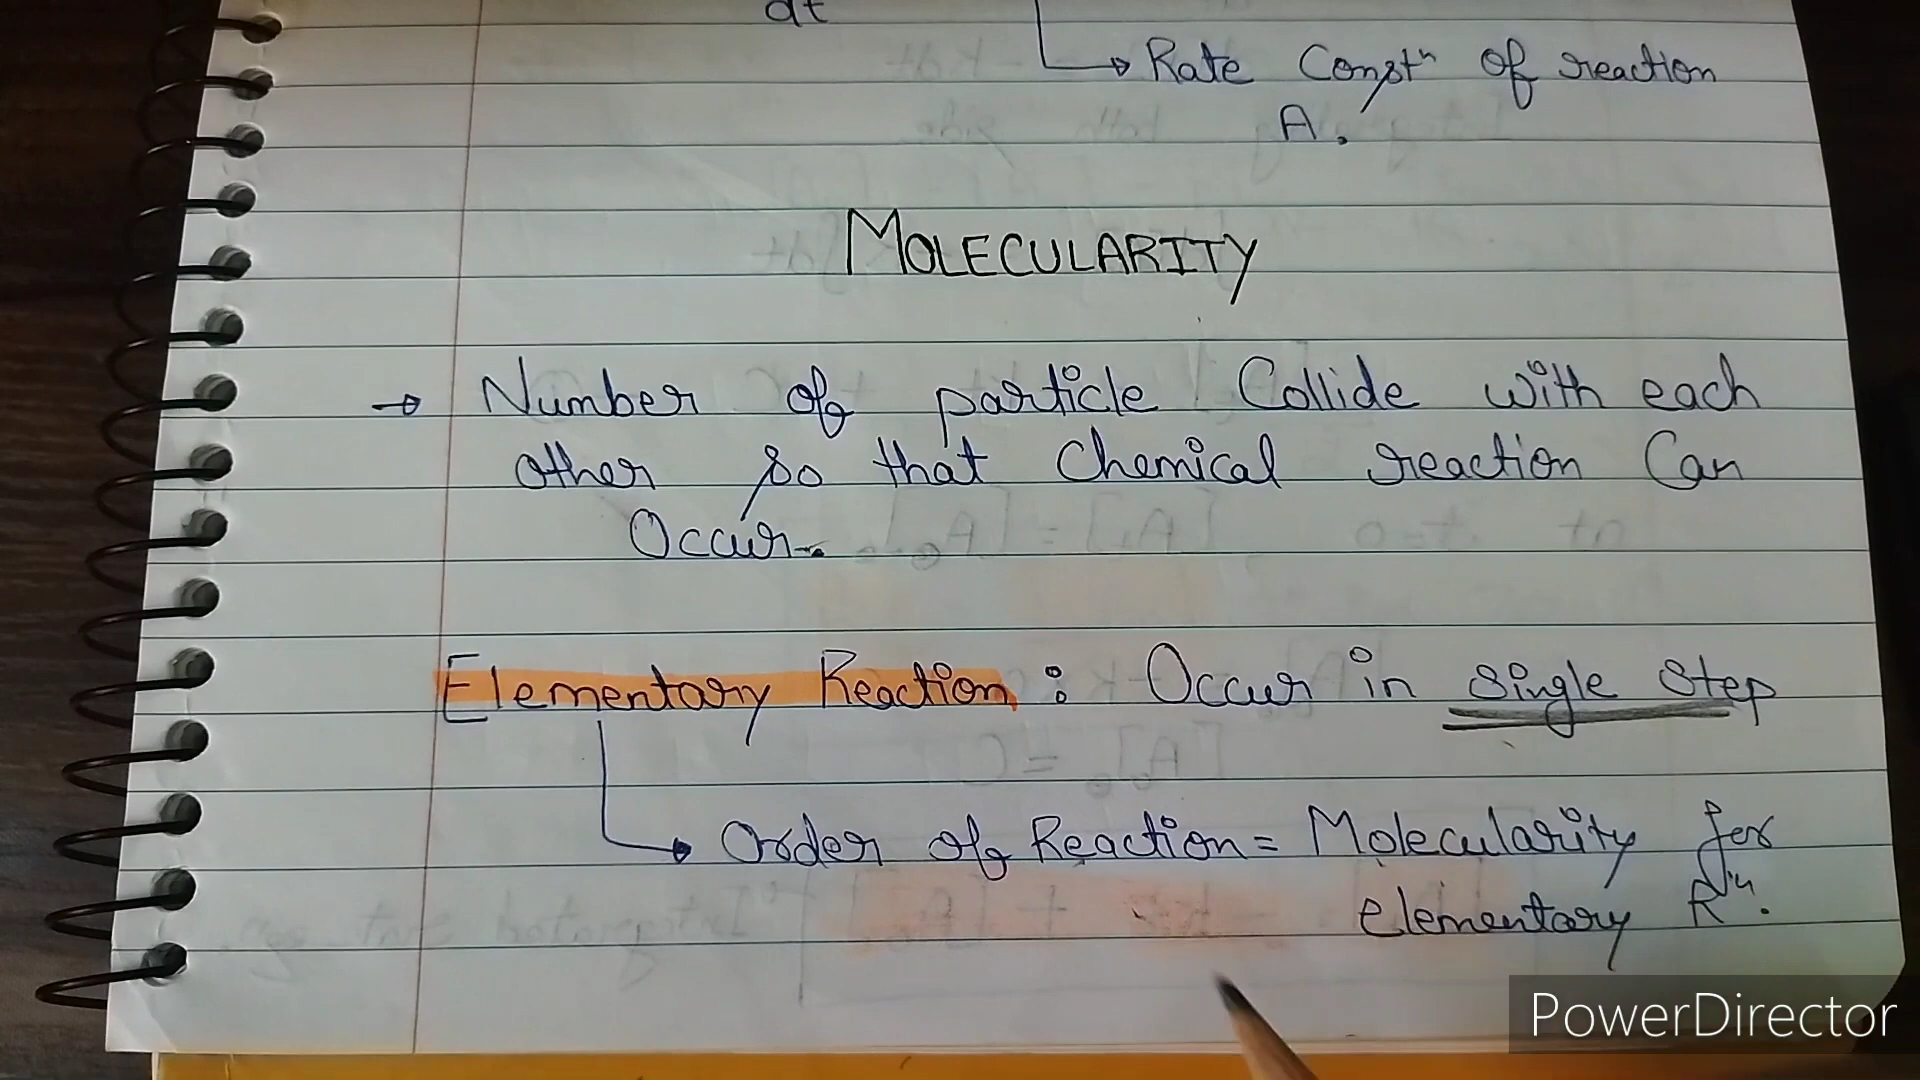 dt
Rate Constn of reaction
A.
MOLECULARITY
→ Number of particle Collide with each
other so that Chemical reaction Can
Occur.
Elementary Reaction : Occur in single step
Order of Reaction = Molecularity for
elementary Rn.
PowerDirector